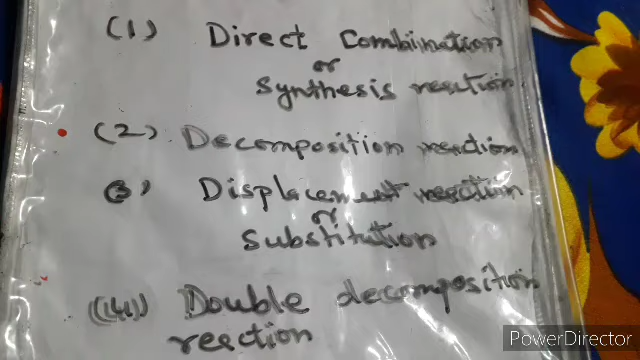 (1) Direct Combination
or
Synthesis reaction
(2) Decomposition reaction
(3) Displacement reaction
or
Substitution
(4) Double decomposition
reaction
PowerDirector